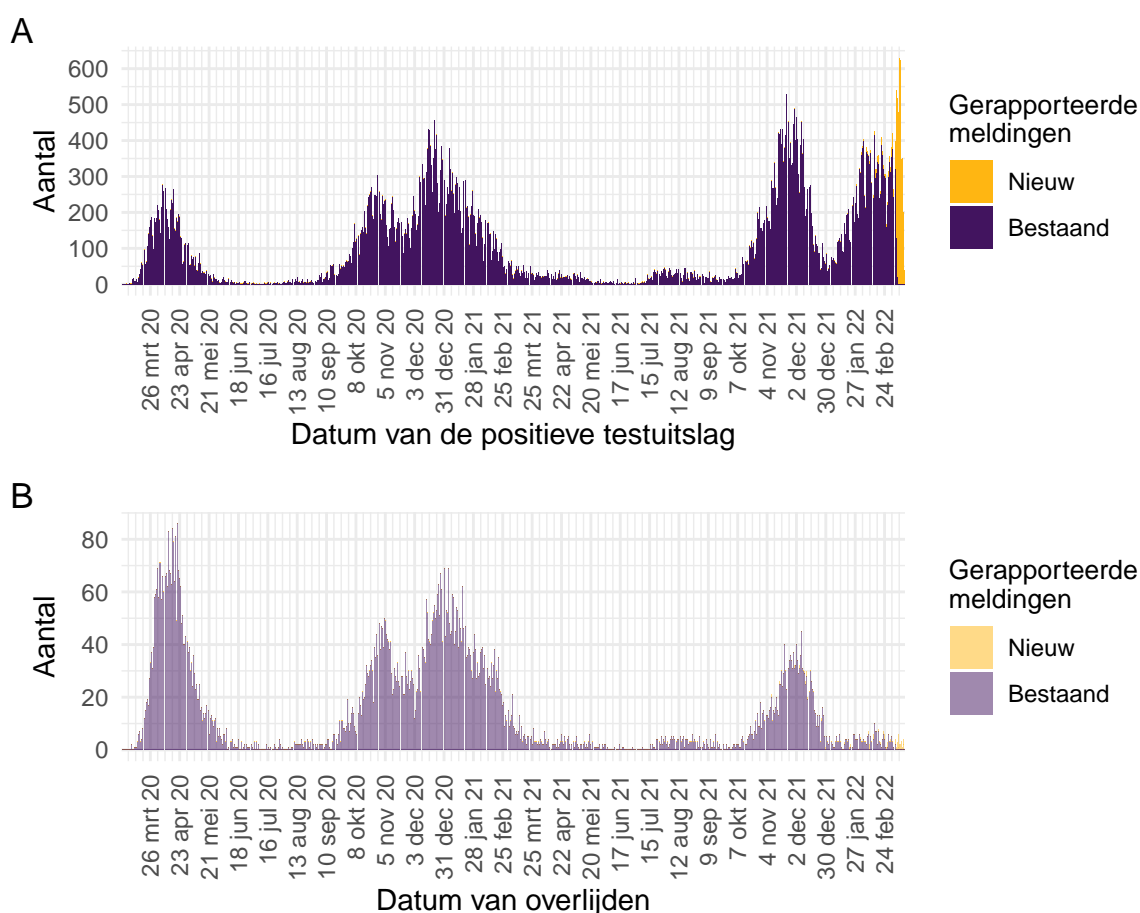 A
600
500
400
300
200
100
0
Aantal
26 mrt 20
23 apr 20
21 mei 20
18 jun 20
16 jul 20
13 aug 20
10 sep 20
8 okt 20
5 nov 20
3 dec 20
31 dec 20
28 jan 21
25 feb 21
25 mrt 21
22 apr 21
20 mei 21
17 jun 21
15 jul 21
12 aug 21
9 sep 21
7 okt 21
4 nov 21
2 dec 21
30 dec 21
27 jan 22
24 feb 22
Datum van de positieve testuitslag
Gerapporteerde
meldingen
Nieuw
Bestaand
B
80
60
40
20
0
Aantal
26 mrt 20
23 apr 20
21 mei 20
18 jun 20
16 jul 20
13 aug 20
10 sep 20
8 okt 20
5 nov 20
3 dec 20
31 dec 20
28 jan 21
25 feb 21
25 mrt 21
22 apr 21
20 mei 21
17 jun 21
15 jul 21
12 aug 21
9 sep 21
7 okt 21
4 nov 21
2 dec 21
30 dec 21
27 jan 22
24 feb 22
Datum van overlijden
Gerapporteerde
meldingen
Nieuw
Bestaand